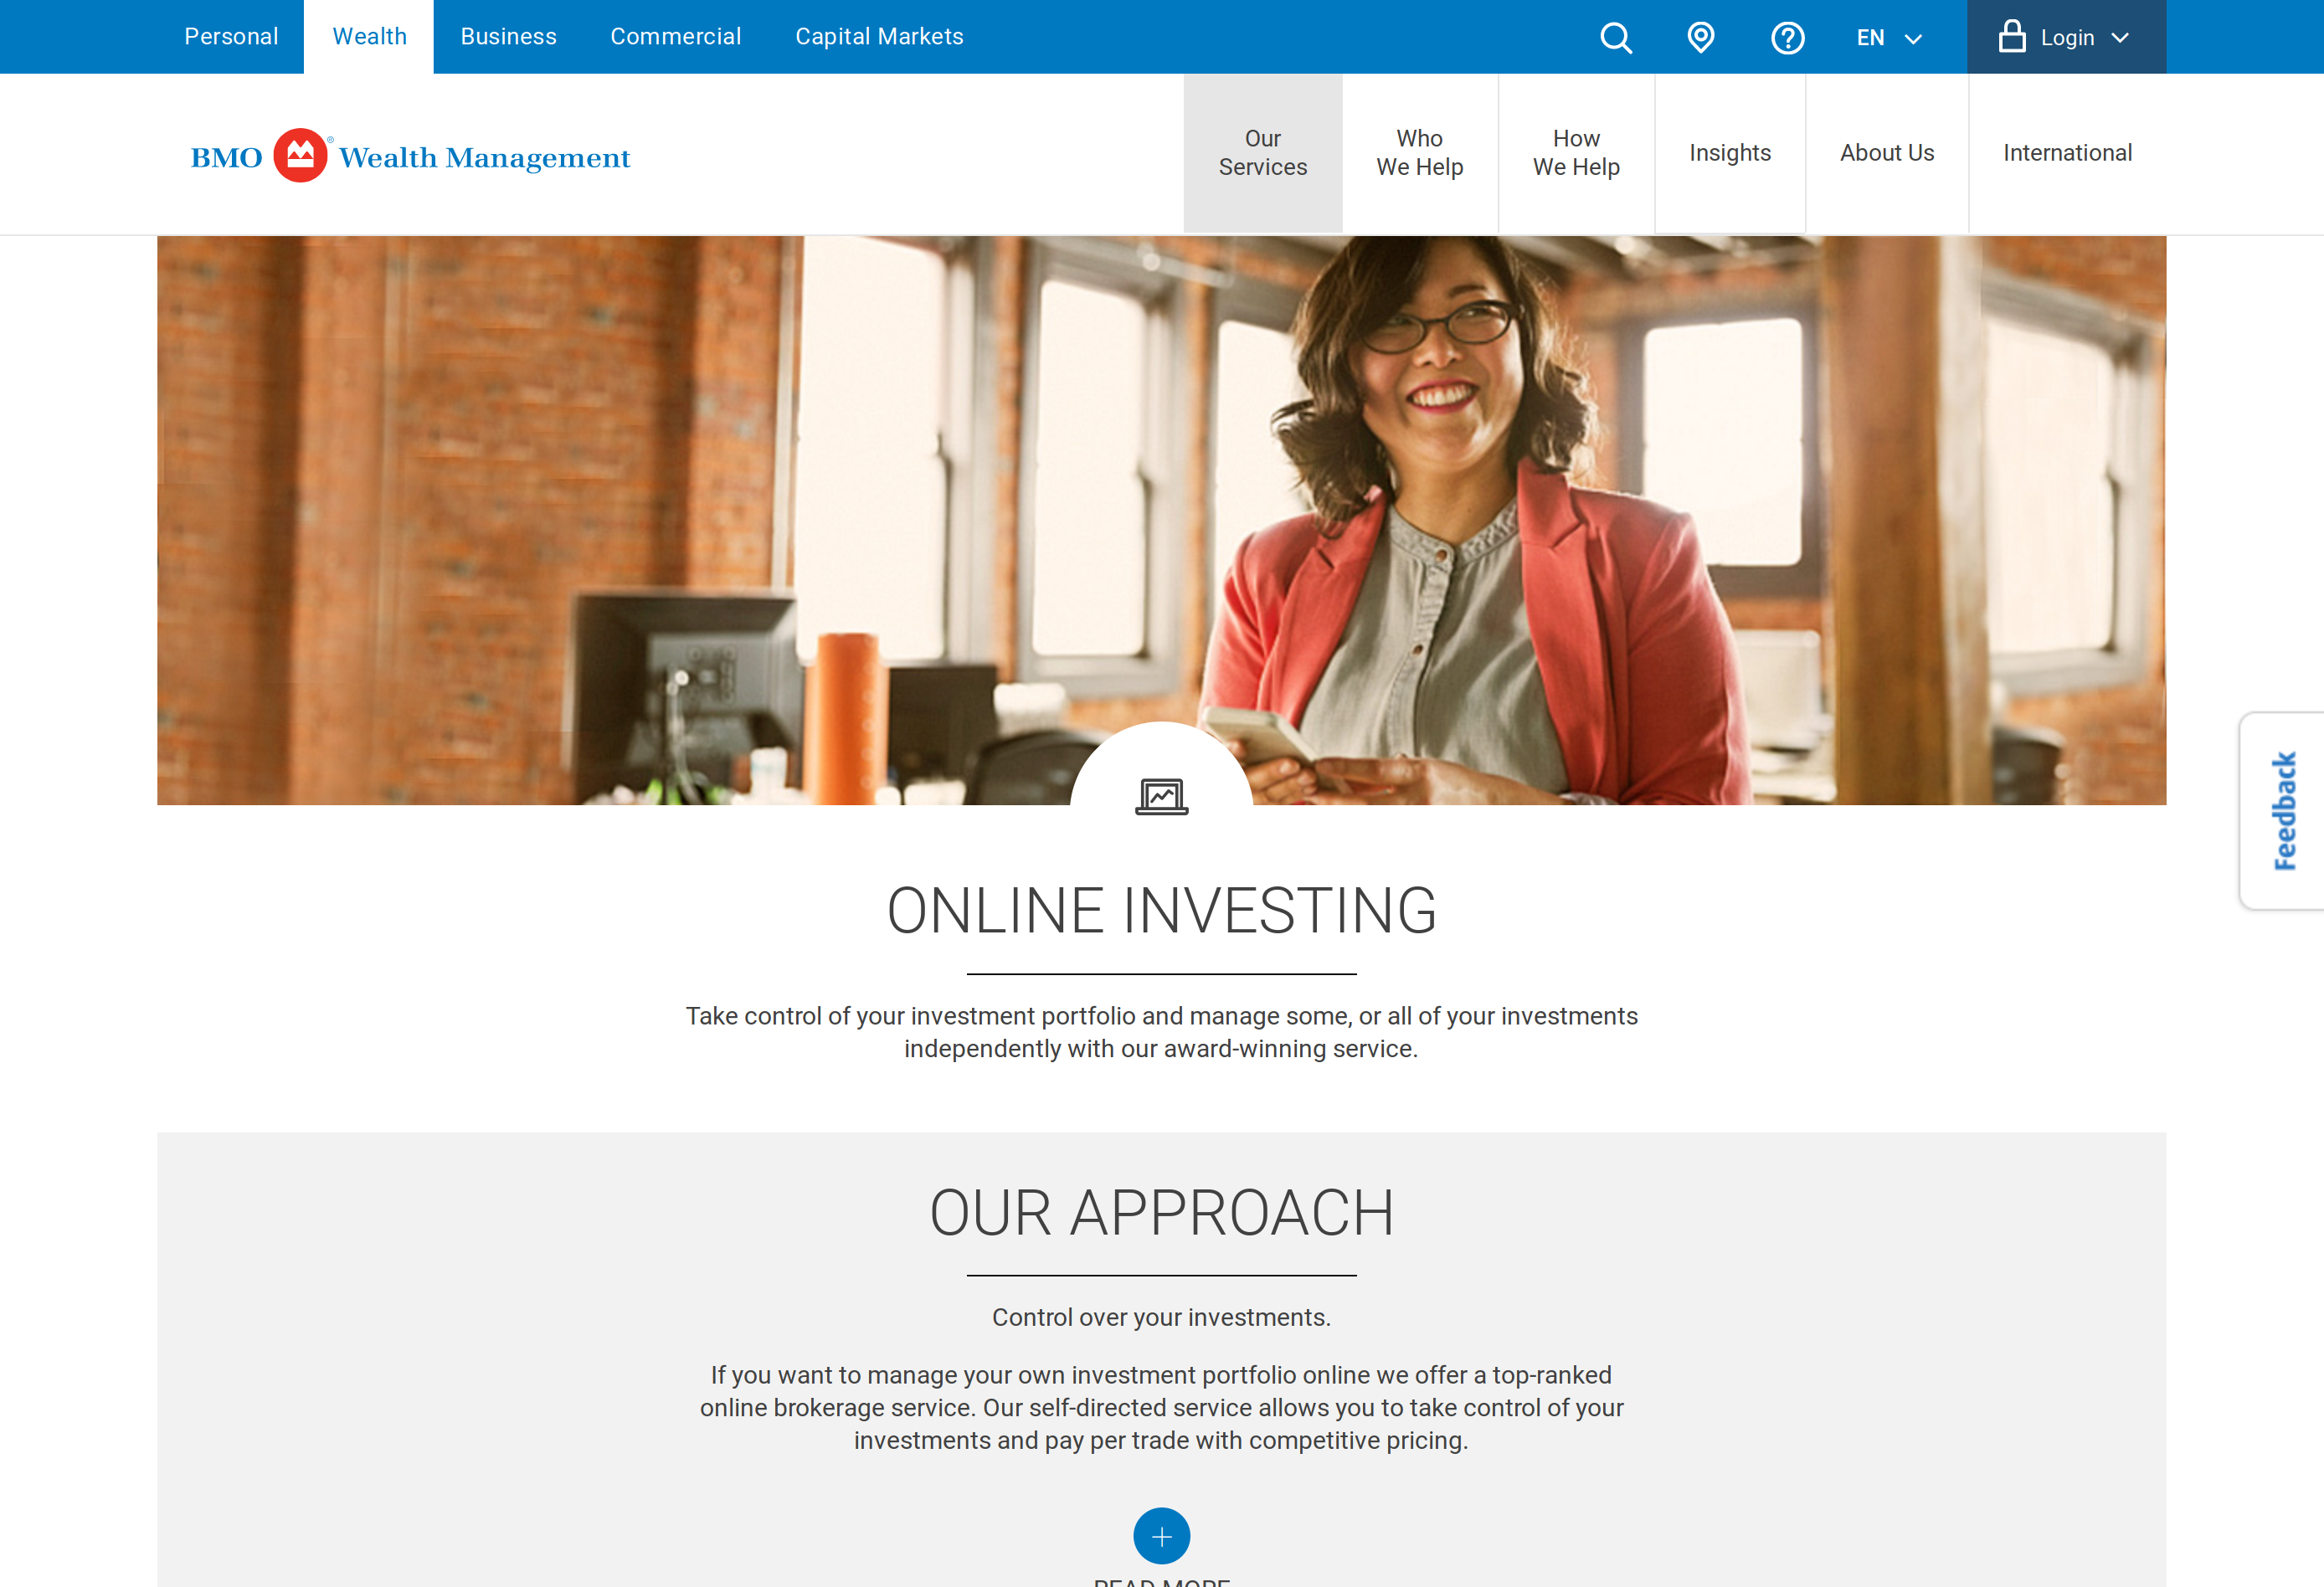 Personal
Wealth
Business
Commercial
Capital Markets
EN
Login
BMO ® Wealth Management
Our
Services
Who
We Help
How
We Help
Insights
About Us
International
Feedback
ONLINE INVESTING
Take control of your investment portfolio and manage some, or all of your investments
independently with our award-winning service.
OUR APPROACH
Control over your investments.
If you want to manage your own investment portfolio online we offer a top-ranked
online brokerage service. Our self-directed service allows you to take control of your
investments and pay per trade with competitive pricing.
READ MORE